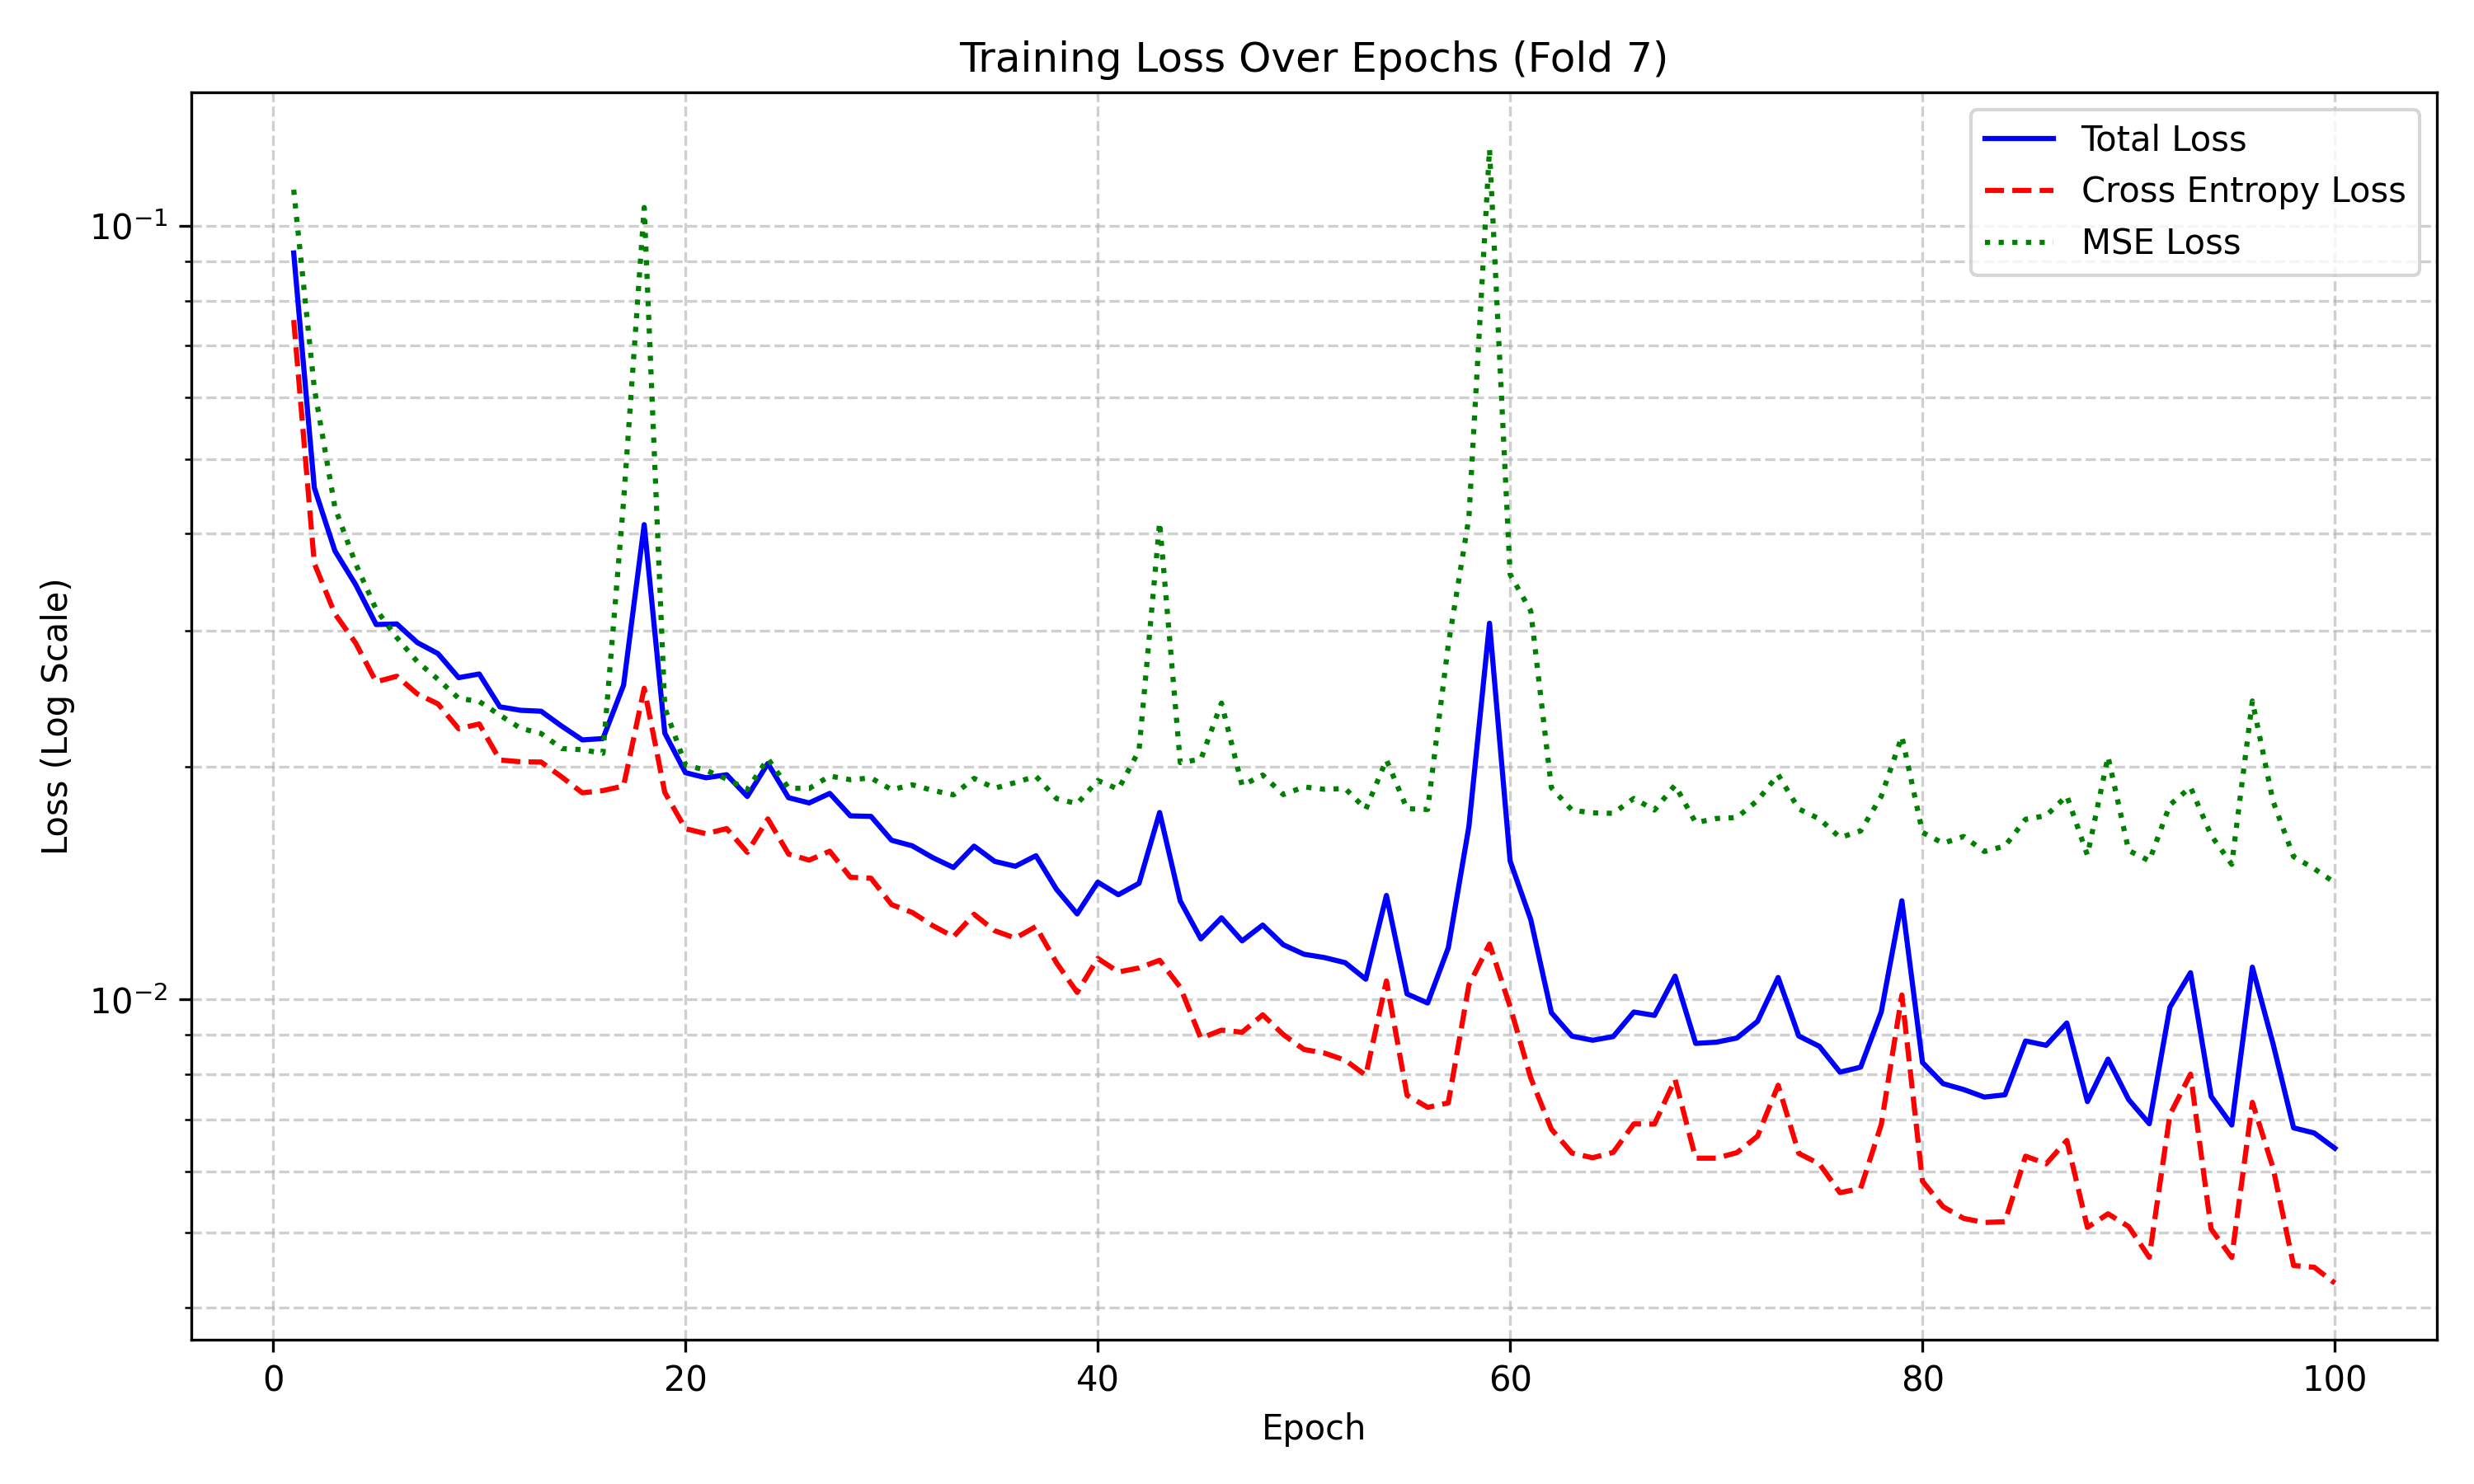 Training Loss Over Epochs (Fold 7)
Total Loss
Cross Entropy Loss
MSE Loss
10⁻¹
10⁻²
Loss (Log Scale)
0 20 40 60 80 100
Epoch